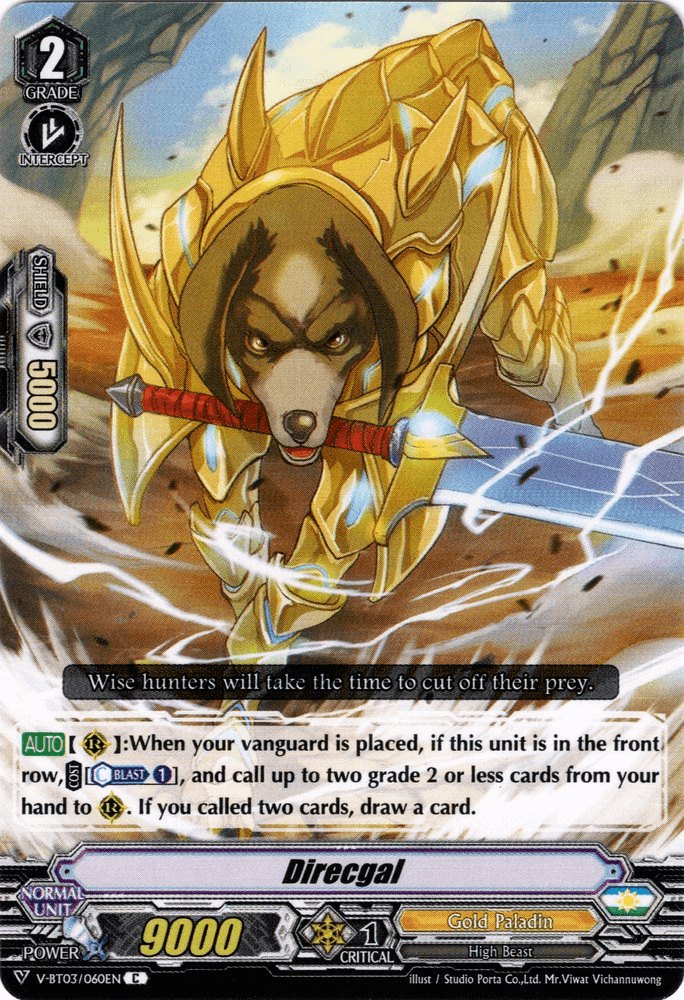 2
GRADE
INTERCEPT
SHIELD
5000
Wise hunters will take the time to cut off their prey.
AUTO【 R 】:When your vanguard is placed, if this unit is in the front
row, COST [C BLAST 1], and call up to two grade 2 or less cards from your
hand to R. If you called two cards, draw a card.
Direcgal
NORMAL
UNIT
POWER 9000
1
CRITICAL
Gold Paladin
High Beast
V-BT03/060EN C
illust / Studio Porta Co.,Ltd. Mr.Viwat Vichannuwong